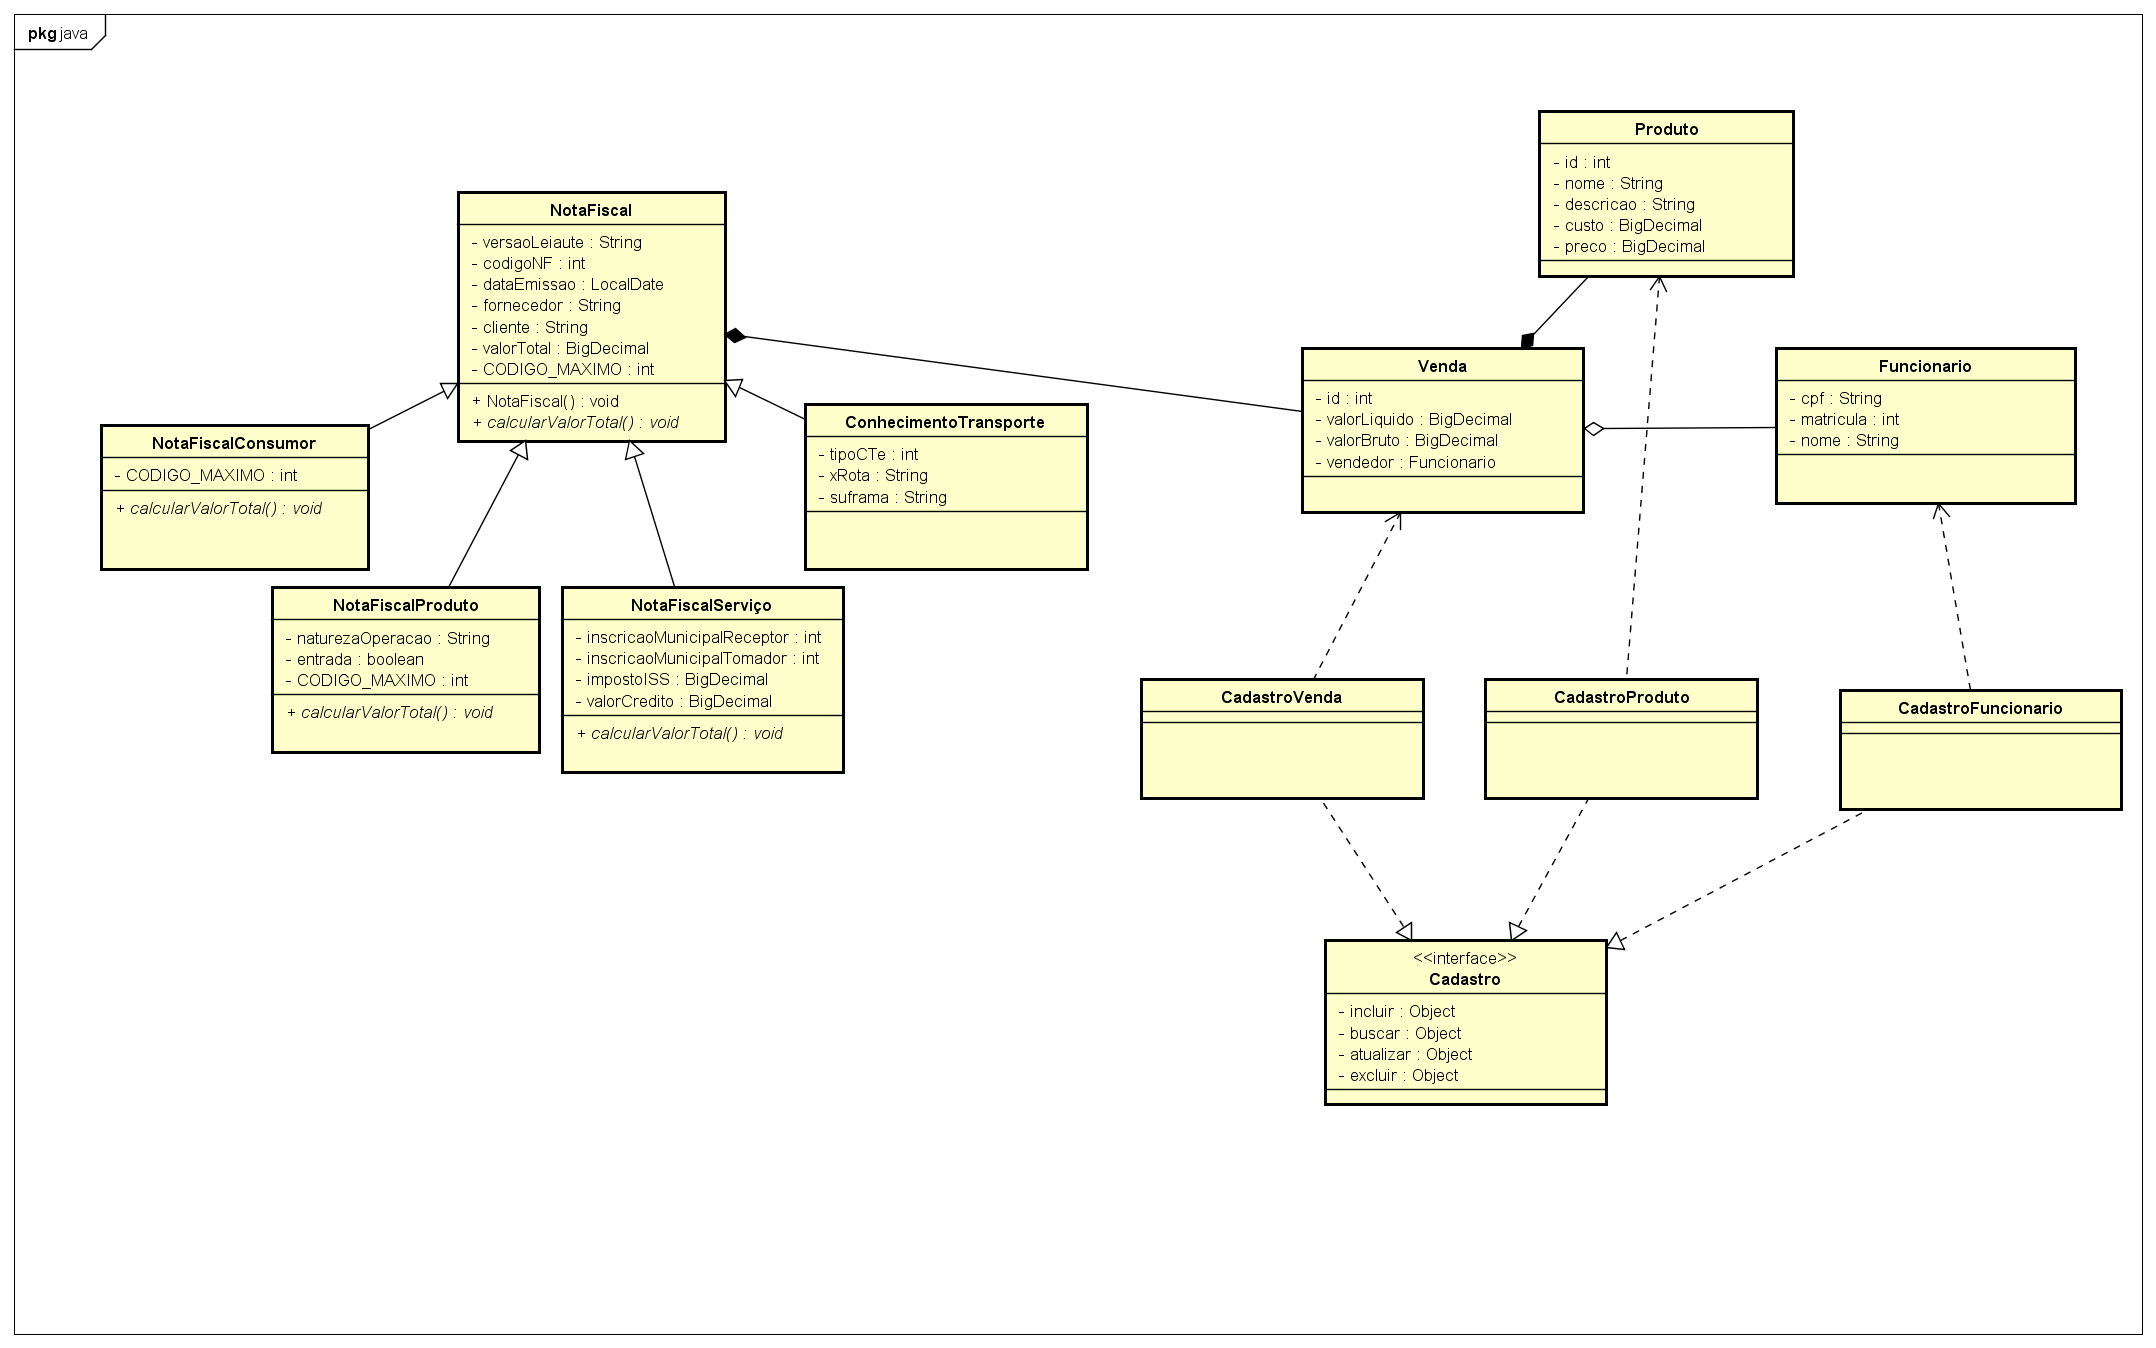 pkg java
NotaFiscal
- versaoLeiaute : String
- codigoNF : int
- dataEmissao : LocalDate
- fornecedor : String
- cliente : String
- valorTotal : BigDecimal
- CODIGO_MAXIMO : int
+ NotaFiscal() : void
+ calcularValorTotal() : void
NotaFiscalConsumor
- CODIGO_MAXIMO : int
+ calcularValorTotal() : void
NotaFiscalProduto
- naturezaOperacao : String
- entrada : boolean
- CODIGO_MAXIMO : int
+ calcularValorTotal() : void
NotaFiscalServiço
- inscricaoMunicipalReceptor : int
- inscricaoMunicipalTomador : int
- impostoISS : BigDecimal
- valorCredito : BigDecimal
+ calcularValorTotal() : void
ConhecimentoTransporte
- tipoCTe : int
- xRota : String
- suframa : String
Produto
- id : int
- nome : String
- descricao : String
- custo : BigDecimal
- preco : BigDecimal
Venda
- id : int
- valorLiquido : BigDecimal
- valorBruto : BigDecimal
- vendedor : Funcionario
Funcionario
- cpf : String
- matricula : int
- nome : String
CadastroVenda
CadastroProduto
CadastroFuncionario
<<interface>>
Cadastro
- incluir : Object
- buscar : Object
- atualizar : Object
- excluir : Object